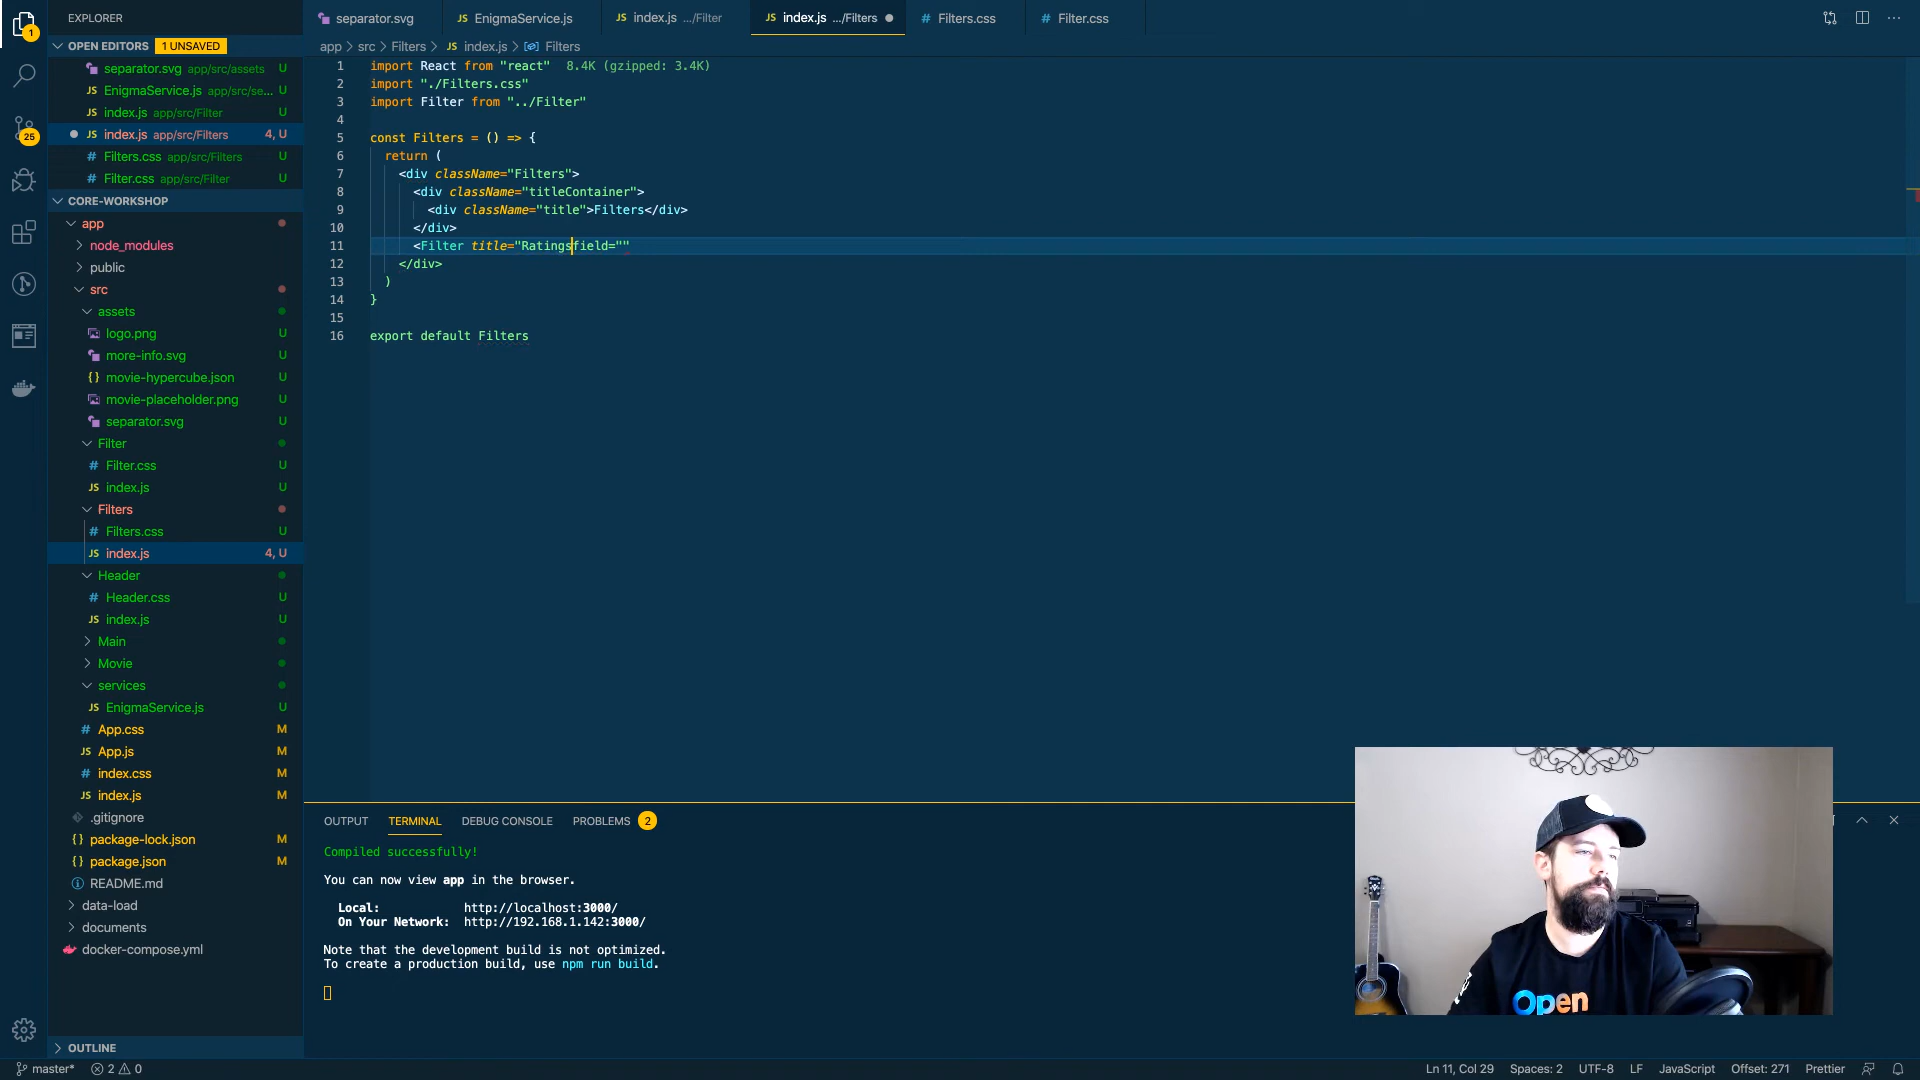 EXPLORER
separator.svg
EnigmaService.js
index.js .../Filter
index.js .../Filters
Filters.css
Filter.css
1
OPEN EDITORS 1 UNSAVED
separator.svg app/src/assets U
EnigmaService.js app/src/se... U
index.js app/src/Filter U
index.js app/src/Filters 4, U
Filters.css app/src/Filters U
Filter.css app/src/Filter U
25
CORE-WORKSHOP
app
node_modules
public
src
assets
logo.png U
more-info.svg U
movie-hypercube.json U
movie-placeholder.png U
separator.svg U
Filter
Filter.css U
index.js U
Filters
Filters.css U
index.js 4, U
Header
Header.css U
index.js U
Main
Movie
services
EnigmaService.js U
App.css M
App.js M
index.css M
index.js M
.gitignore
package-lock.json M
package.json M
README.md
data-load
documents
docker-compose.yml
OUTLINE
app > src > Filters > JS index.js > Filters
1 import React from "react" 8.4K (gzipped: 3.4K)
2 import "./Filters.css"
3 import Filter from "../Filter"
4
5 const Filters = () => {
6 return (
7 <div className="Filters">
8 <div className="titleContainer">
9 <div className="title">Filters</div>
10 </div>
11 <Filter title="Ratingsfield=""
12 </div>
13 )
14 }
15
16 export default Filters
OUTPUT TERMINAL DEBUG CONSOLE PROBLEMS 2
Compiled successfully!
You can now view app in the browser.
Local: http://localhost:3000/
On Your Network: http://192.168.1.142:3000/
Note that the development build is not optimized.
To create a production build, use npm run build.
Open
master* 2 0 Ln 11, Col 29 Spaces: 2 UTF-8 LF JavaScript Offset: 271 Prettier